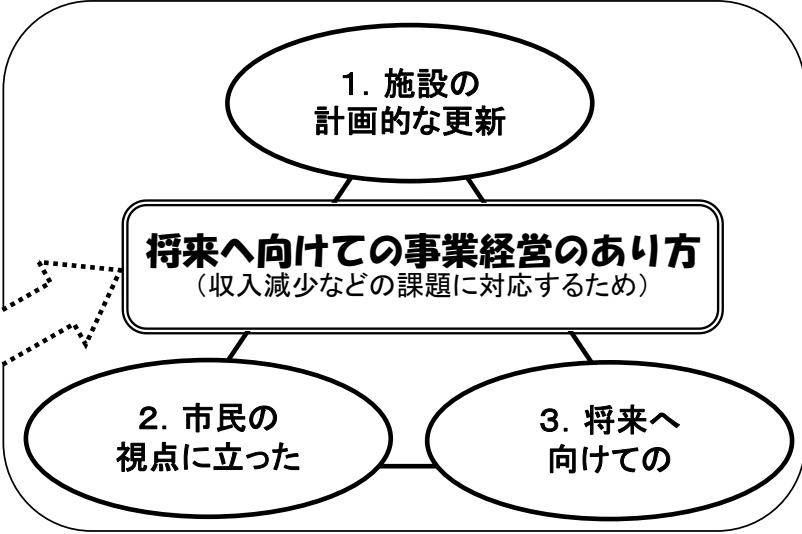 1．施設の
計画的な更新
将来へ向けての事業経営のあり方
（収入減少などの課題に対応するため）
2．市民の
視点に立った
3．将来へ
向けての